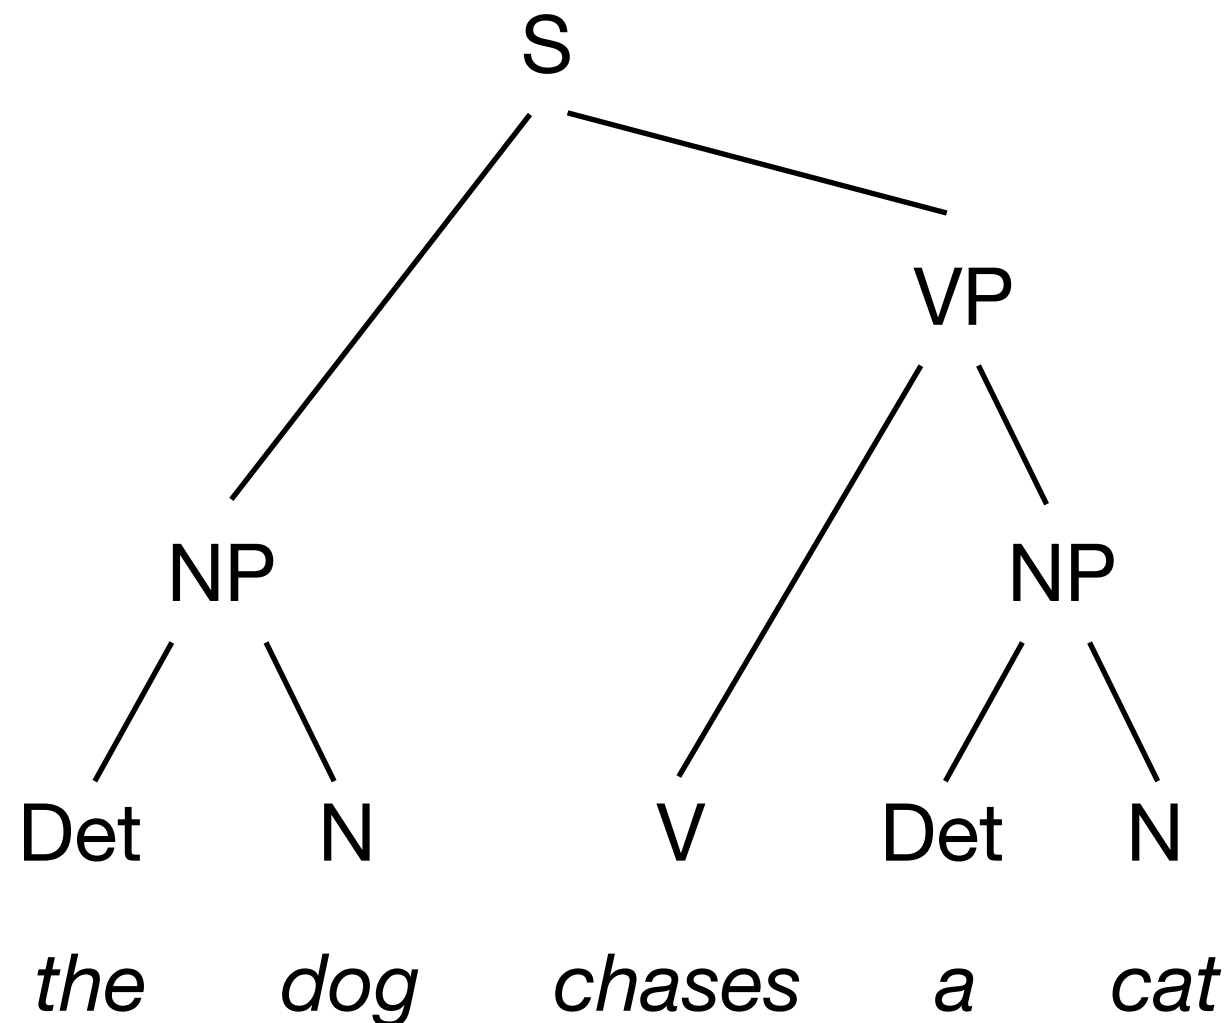 S
VP
NP NP
Det N V Det N
the dog chases a cat